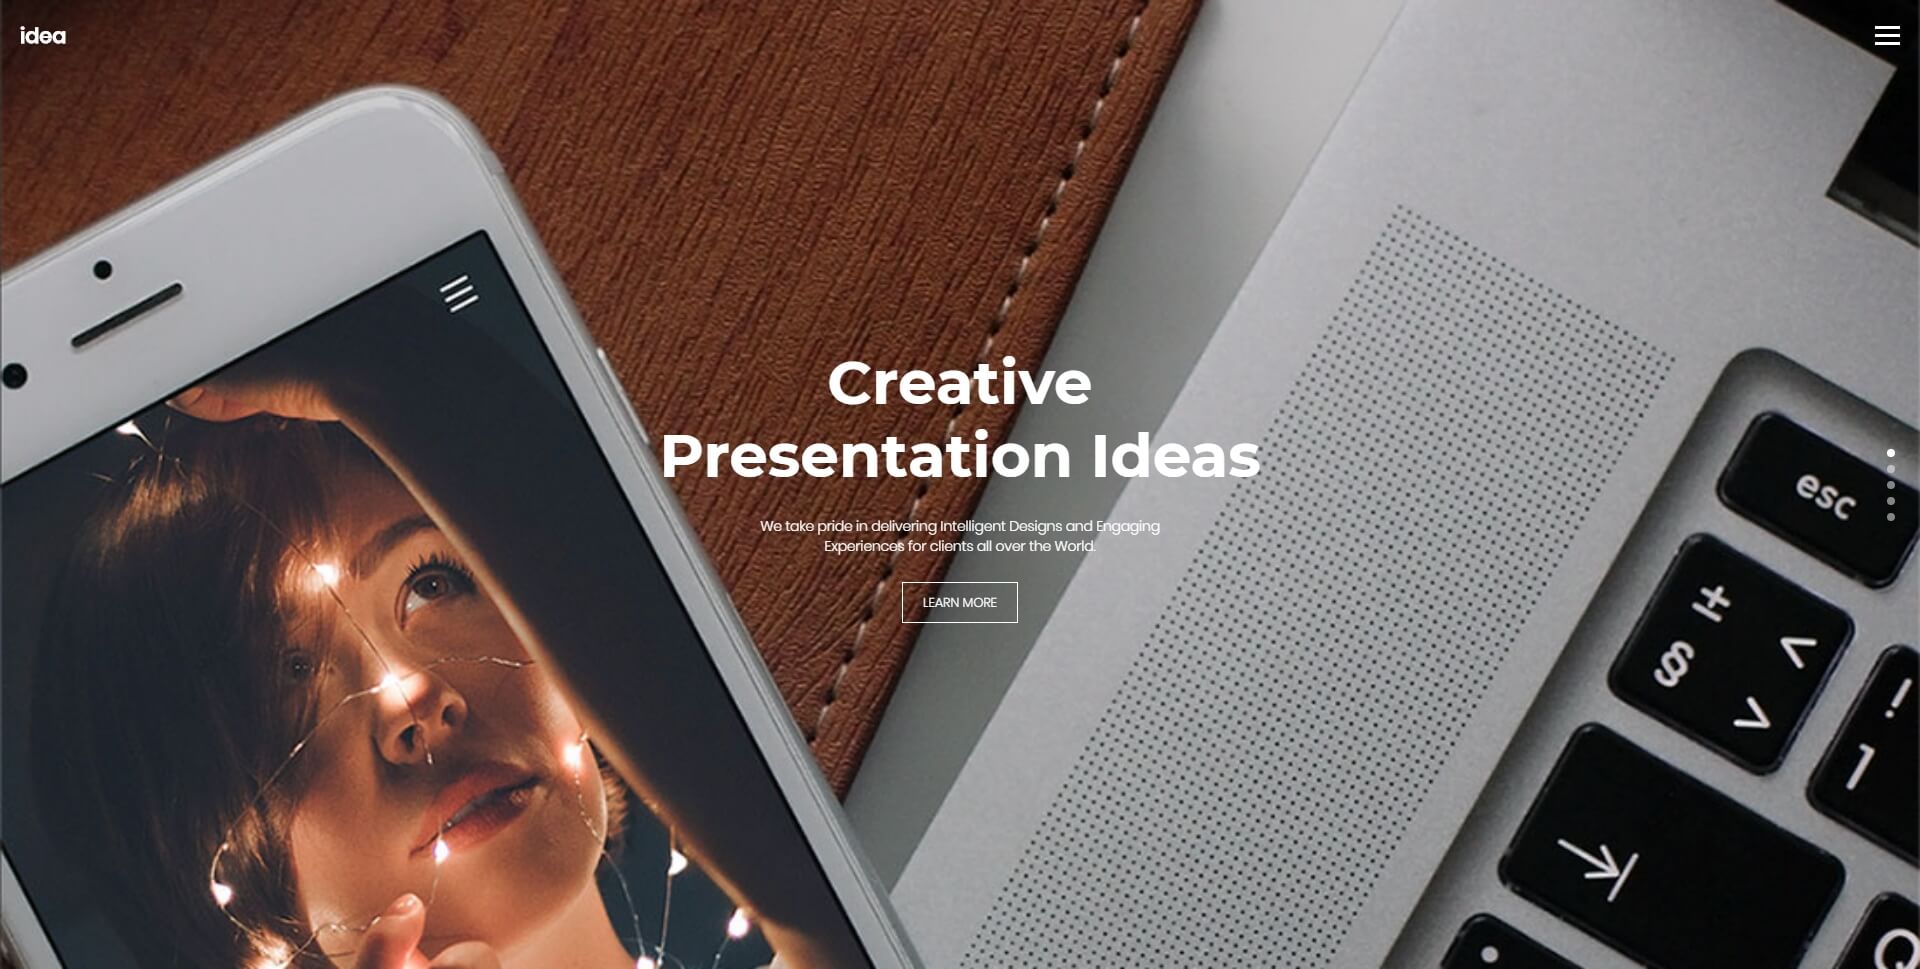 idea
Creative
Presentation Ideas
We take pride in delivering Intelligent Designs and Engaging
Experiences for clients all over the World.
LEARN MORE
esc
±
§
<
>
!
1
Q